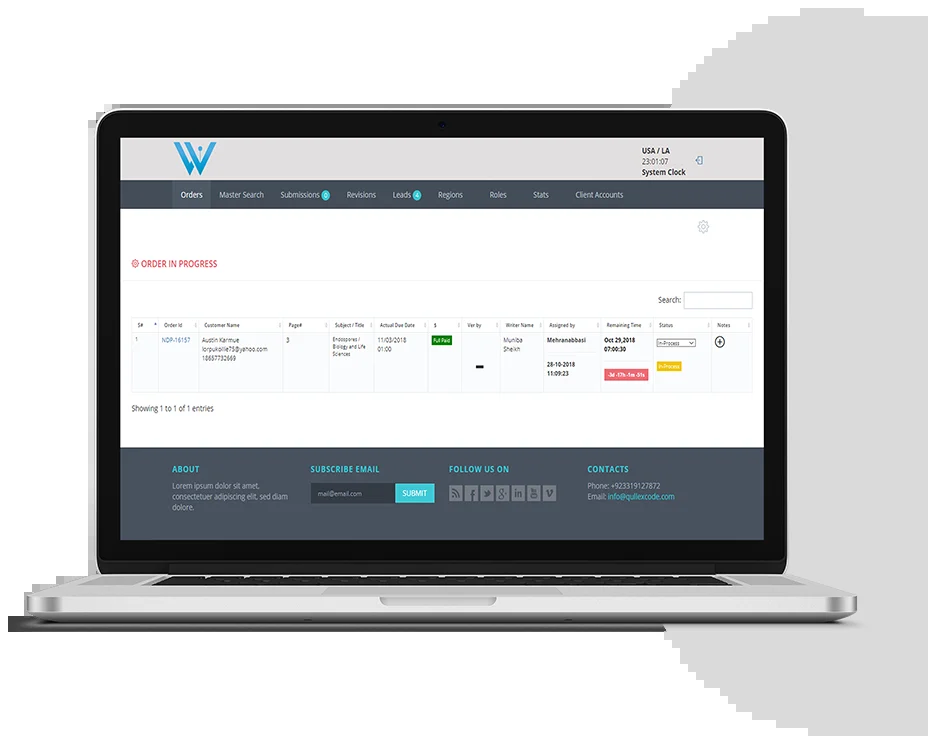 W
USA / LA
23:01:07
System Clock
Orders Master Search Submissions 0 Revisions Leads 4 Regions Roles Stats Client Accounts
ORDER IN PROGRESS
Search:
S# Order Id Customer Name Page# Subject / Title Actual Due Date $ Ver by Writer Name Assigned by Remaining Time Status Notes
1 NDP-16157 Austin Karmue 3 Endospores / 11/03/2018 Full Paid Muniba Mehranabbasi Oct 29,2018 In-Process
lorpukollie75@yahoo.com Biology and Life 01:00 Sheikh 07:00:30
18657732669 Sciences
28-10-2018 In-Process
11:09:23 -3d -17h -1m -51s
Showing 1 to 1 of 1 entries
ABOUT SUBSCRIBE EMAIL FOLLOW US ON CONTACTS
Lorem ipsum dolor sit amet, mail@email.com SUBMIT Phone: +923319127872
consectetuer adipiscing elit, sed diam Email: info@qullexcode.com
dolore.